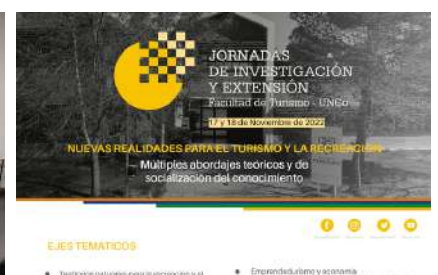 JORNADAS
DE INVESTIGACIÓN
Y EXTENSIÓN
Facultad de Turismo - UNCo
17 y 18 de Noviembre de 2022
NUEVAS REALIDADES PARA EL TURISMO Y LA RECREACIÓN
Múltiples abordajes teóricos y de
socialización del conocimiento
EJES TEMÁTICOS
Emprendedurismo y economía